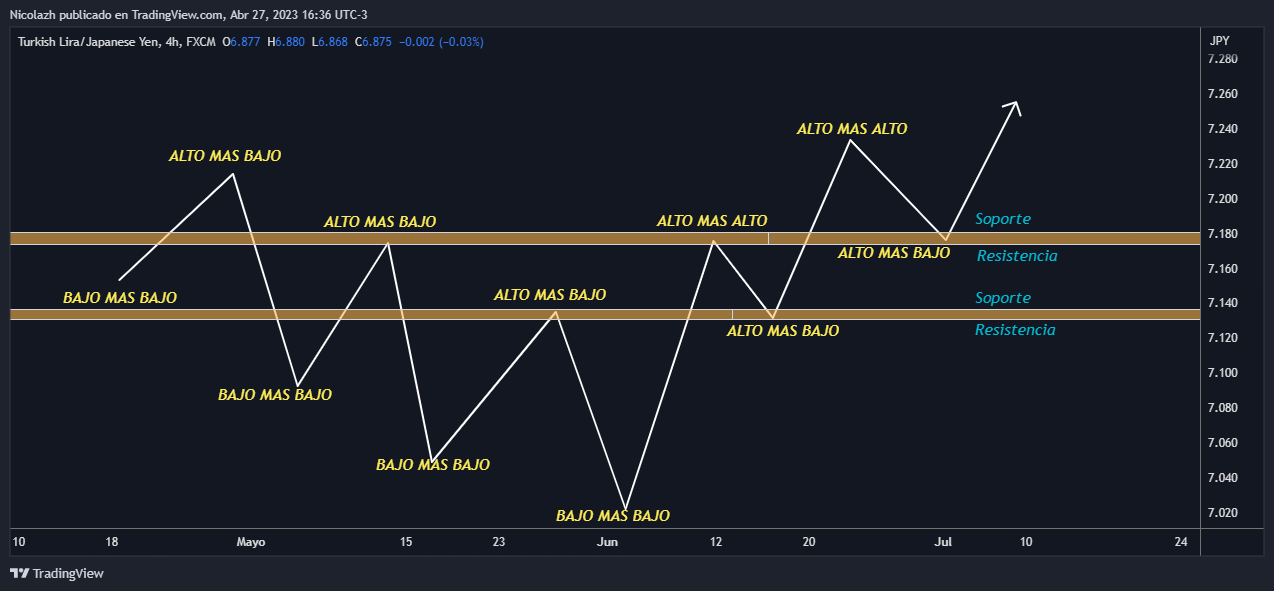 Nicolazh publicado en TradingView.com, Abr 27, 2023 16:36 UTC-3
Turkish Lira/Japanese Yen, 4h, FXCM O6.877 H6.880 L6.868 C6.875 −0.002 (−0.03%)
JPY
7.280
7.260
7.240
7.220
7.200
7.180
7.160
7.140
7.120
7.100
7.080
7.060
7.040
7.020
ALTO MAS ALTO
ALTO MAS BAJO
ALTO MAS BAJO
ALTO MAS ALTO
Soporte
ALTO MAS BAJO
Resistencia
BAJO MAS BAJO
ALTO MAS BAJO
Soporte
ALTO MAS BAJO
Resistencia
BAJO MAS BAJO
BAJO MAS BAJO
BAJO MAS BAJO
10 18 Mayo 15 23 Jun 12 20 Jul 10 24
TradingView